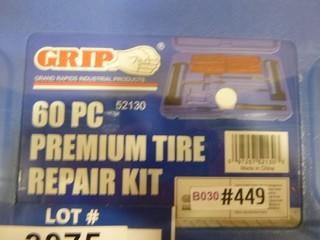 GRIP®
GRAND RAPIDS INDUSTRIAL PRODUCTS
52130
60 PC
PREMIUM TIRE
REPAIR KIT
Made in China
B030 #449
LOT #